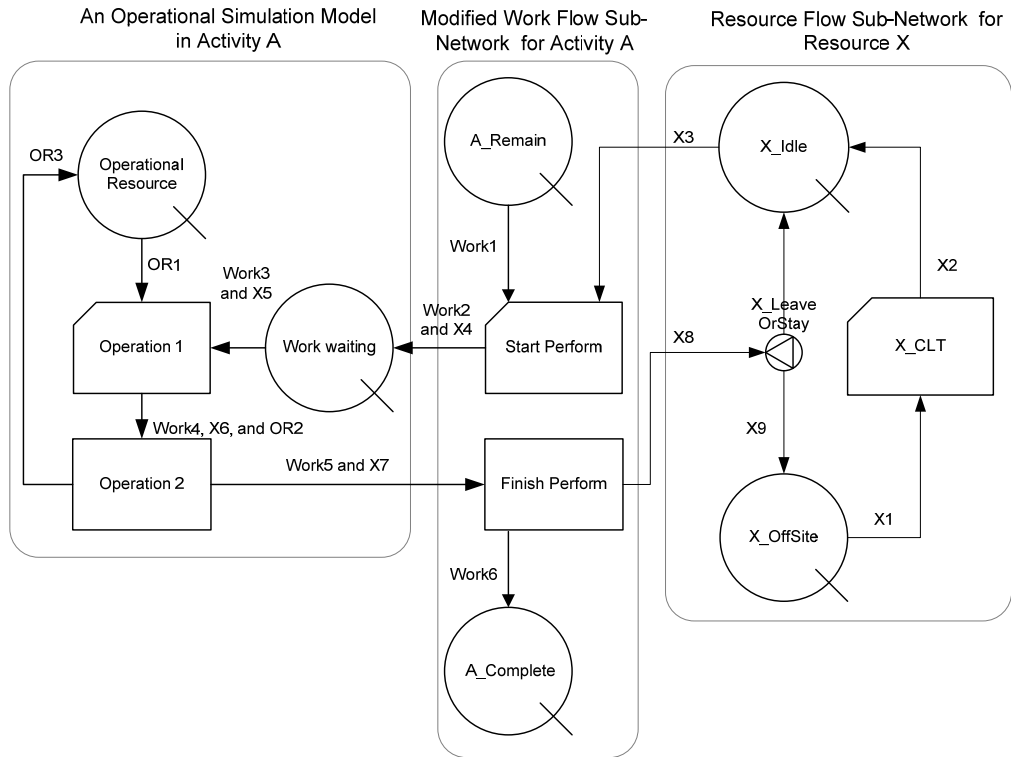 An Operational Simulation Model
in Activity A
Modified Work Flow Sub-
Network for Activity A
Resource Flow Sub-Network for
Resource X
OR3
Operational
Resource
A_Remain
X3
X_Idle
OR1
Work1
Work3
and X5
Work2
and X4
X2
Operation 1
Work waiting
Start Perform
X_Leave
OrStay
X8
X_CLT
Work4, X6, and OR2
X9
Work5 and X7
Operation 2
Finish Perform
X1
X_OffSite
Work6
A_Complete